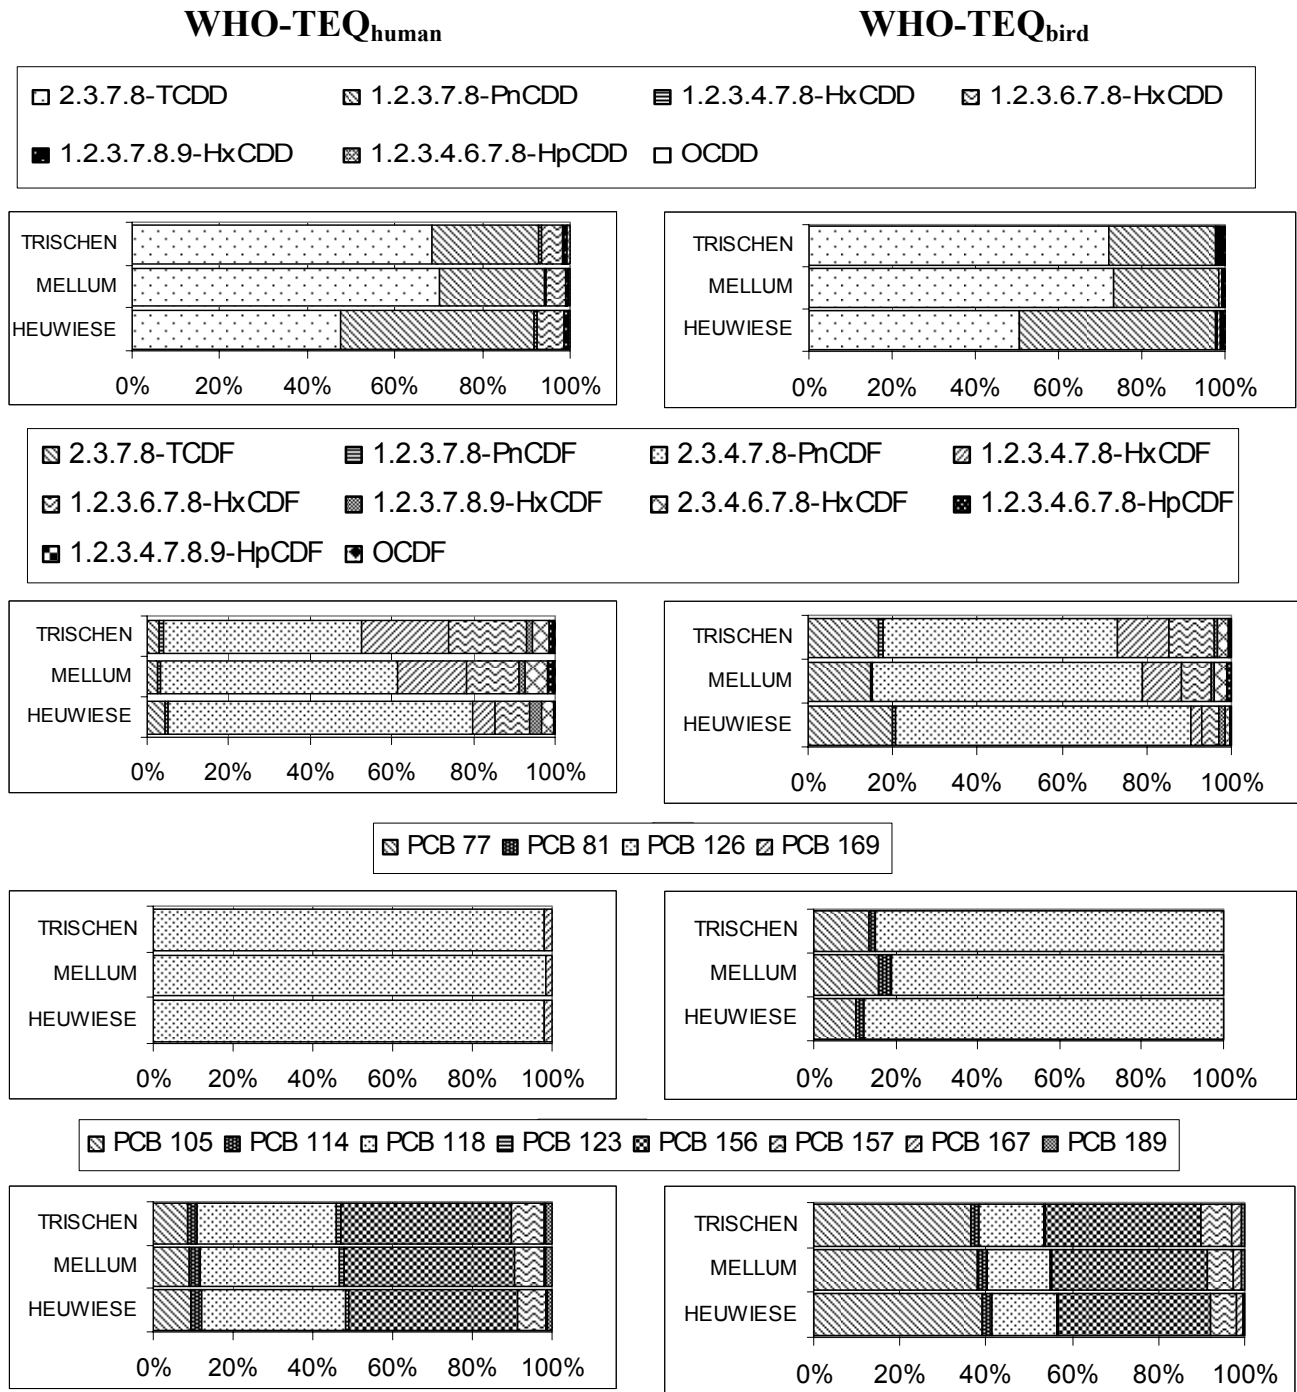 WHO-TEQhuman WHO-TEQbird
2.3.7.8-TCDD 1.2.3.7.8-PnCDD 1.2.3.4.7.8-HxCDD 1.2.3.6.7.8-HxCDD
1.2.3.7.8.9-HxCDD 1.2.3.4.6.7.8-HpCDD OCDD
TRISCHEN
MELLUM
HEUWIESE
0% 20% 40% 60% 80% 100%
TRISCHEN
MELLUM
HEUWIESE
0% 20% 40% 60% 80% 100%
2.3.7.8-TCDF 1.2.3.7.8-PnCDF 2.3.4.7.8-PnCDF 1.2.3.4.7.8-HxCDF
1.2.3.6.7.8-HxCDF 1.2.3.7.8.9-HxCDF 2.3.4.6.7.8-HxCDF 1.2.3.4.6.7.8-HpCDF
1.2.3.4.7.8.9-HpCDF OCDF
TRISCHEN
MELLUM
HEUWIESE
0% 20% 40% 60% 80% 100%
TRISCHEN
MELLUM
HEUWIESE
0% 20% 40% 60% 80% 100%
PCB 77 PCB 81 PCB 126 PCB 169
TRISCHEN
MELLUM
HEUWIESE
0% 20% 40% 60% 80% 100%
TRISCHEN
MELLUM
HEUWIESE
0% 20% 40% 60% 80% 100%
PCB 105 PCB 114 PCB 118 PCB 123 PCB 156 PCB 157 PCB 167 PCB 189
TRISCHEN
MELLUM
HEUWIESE
0% 20% 40% 60% 80% 100%
TRISCHEN
MELLUM
HEUWIESE
0% 20% 40% 60% 80% 100%